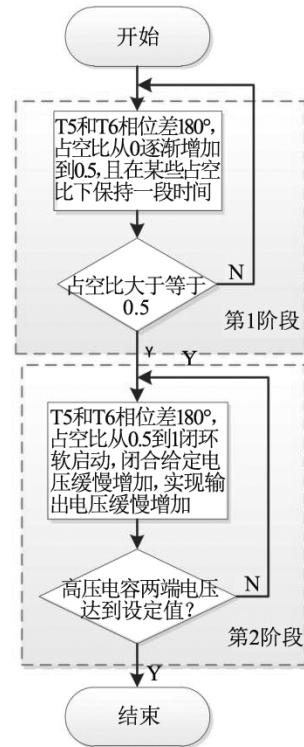 开始
T5和T6相位差180°,
占空比从0逐渐增加
到0.5,且在某些占空
比下保持一段时间
占空比大于等于
0.5
N
第1阶段
Y
Y
T5和T6相位差180°,
占空比从0.5到1闭环
软启动,闭合给定电
压缓慢增加,实现输
出电压缓慢增加
高压电容两端电压
达到设定值?
N
第2阶段
Y
结束